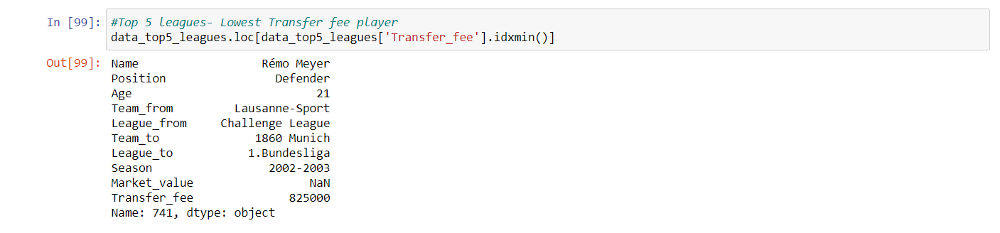 In [99]: #Top 5 leagues- Lowest Transfer fee player
data_top5_leagues.loc[data_top5_leagues['Transfer_fee'].idxmin()]
Out[99]: Name Rémo Meyer
Position Defender
Age 21
Team_from Lausanne-Sport
League_from Challenge League
Team_to 1860 Munich
League_to 1.Bundesliga
Season 2002-2003
Market_value NaN
Transfer_fee 825000
Name: 741, dtype: object